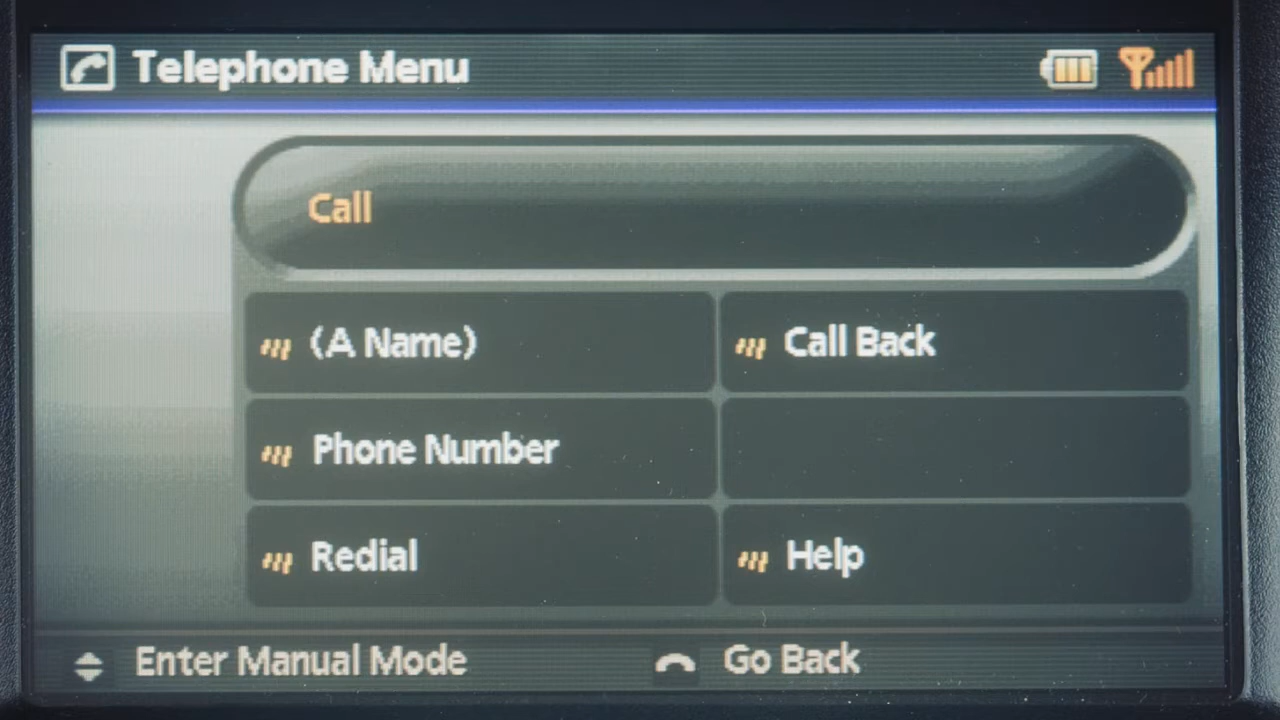 Telephone Menu
Call
(A Name)
Call Back
Phone Number
Redial
Help
Enter Manual Mode
Go Back